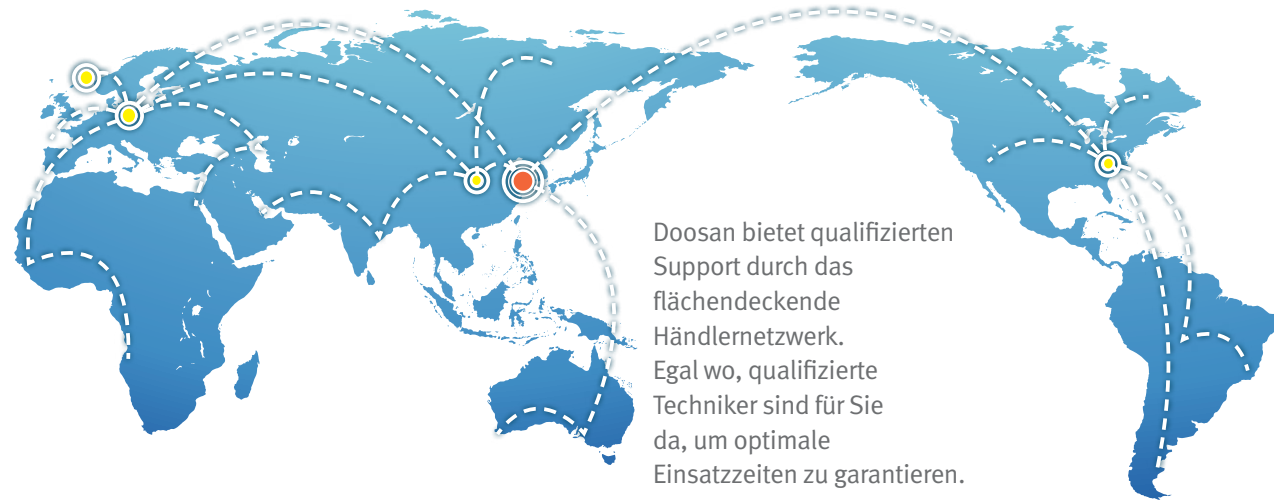 Doosan bietet qualifizierten
Support durch das
flächendeckende
Händlernetzwerk.
Egal wo, qualifizierte
Techniker sind für Sie
da, um optimale
Einsatzzeiten zu garantieren.